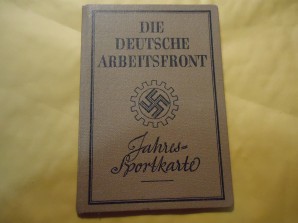 DIE
DEUTSCHE
ARBEITSFRONT
Jahres=
Sportkarte